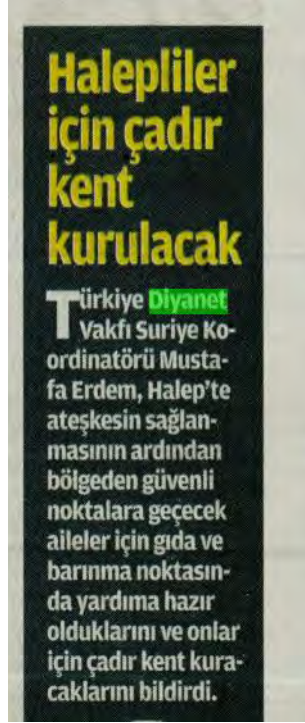 Halepliler
için çadır
kent
kurulacak
Türkiye Diyanet
Vakfı Suriye Ko-
ordinatörü Musta-
fa Erdem, Halep'te
ateşkesin sağlan-
masının ardından
bölgeden güvenli
noktalara geçecek
aileler için gıda ve
barınma noktasın-
da yardıma hazır
olduklarını ve onlar
için çadır kent kura-
caklarını bildirdi.